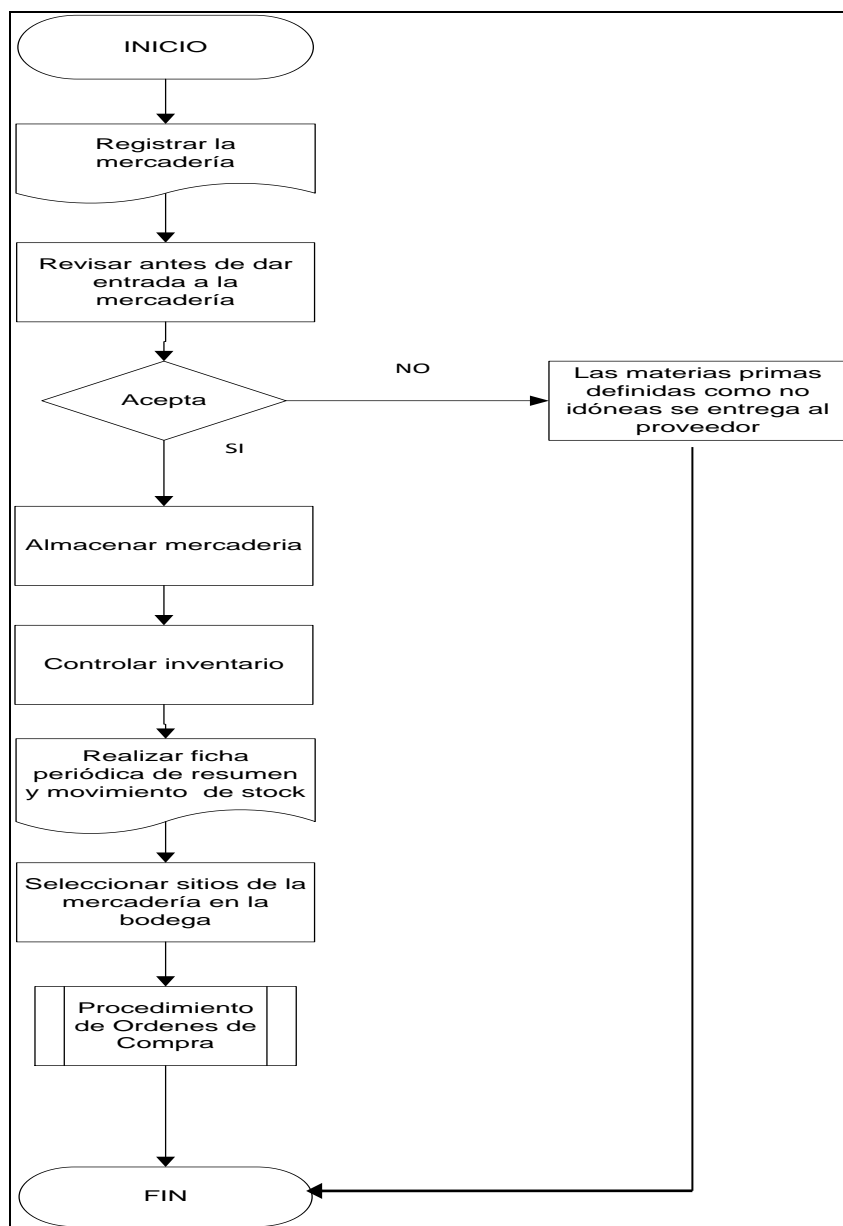 INICIO
Registrar la
mercadería
Revisar antes de dar
entrada a la
mercadería
Acepta
NO
Las materias primas
definidas como no
idóneas se entrega al
proveedor
SI
Almacenar mercaderia
Controlar inventario
Realizar ficha
periódica de resumen
y movimiento de stock
Seleccionar sitios de la
mercadería en la
bodega
Procedimiento
de Ordenes de
Compra
FIN